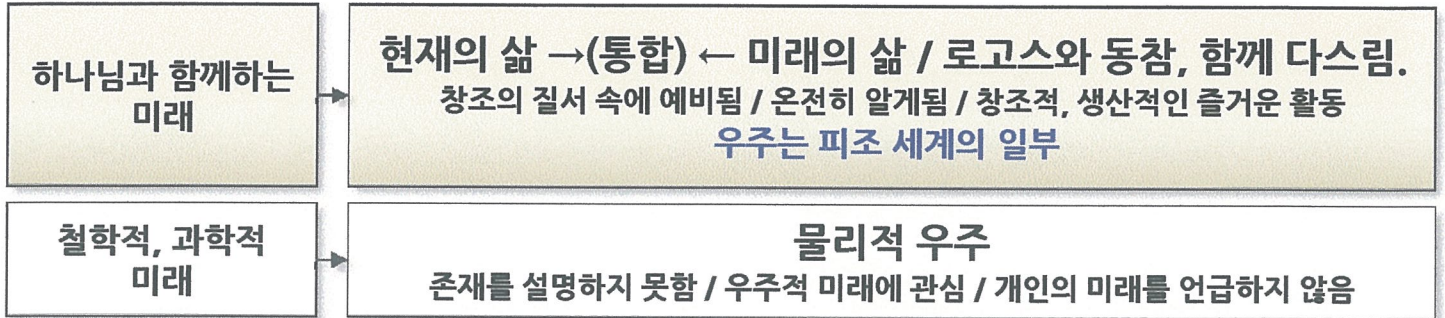 하나님과 함께하는
미래
현재의 삶 →(통합) ← 미래의 삶 / 로고스와 동참, 함께 다스림.
창조의 질서 속에 예비됨 / 온전히 알게됨 / 창조적, 생산적인 즐거운 활동
우주는 피조 세계의 일부
철학적, 과학적
미래
물리적 우주
존재를 설명하지 못함 / 우주적 미래에 관심 / 개인의 미래를 언급하지 않음